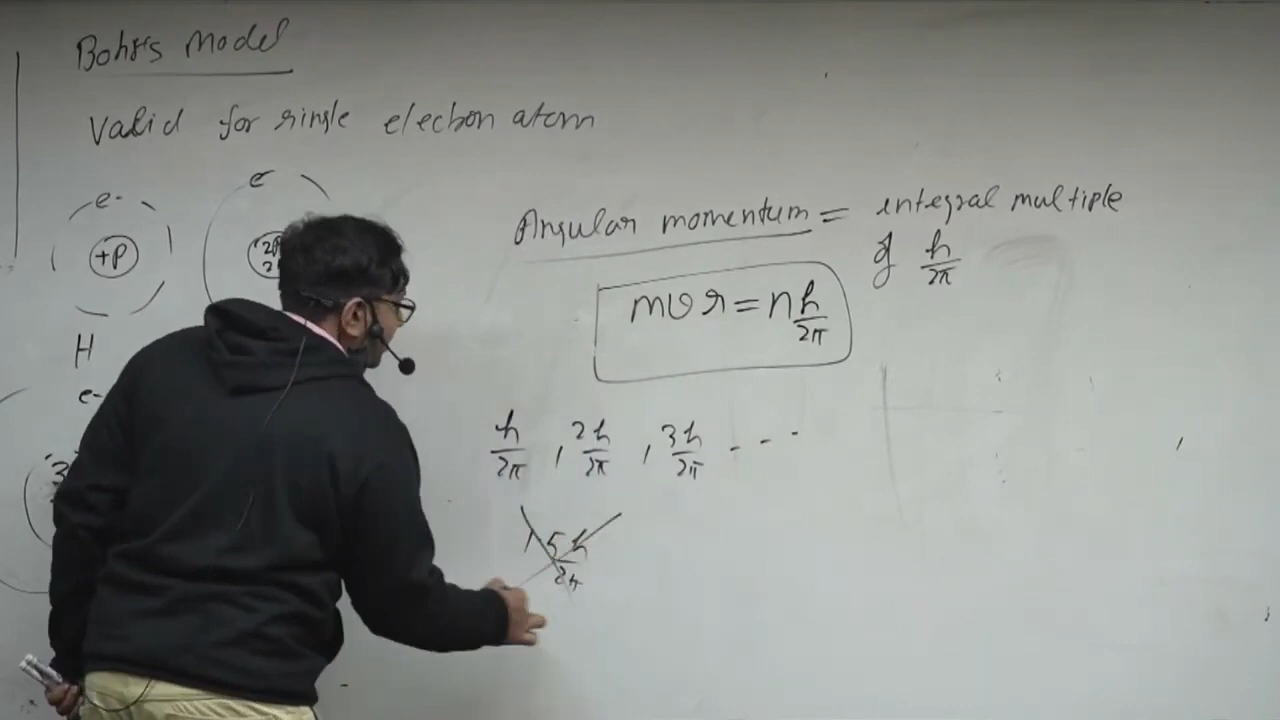 Bohr's Model
Valid for single electron atom
e-
e-
+P
H
e-
Angular momentum = integral multiple
of h/2π
mvr = nh/2π
h/2π , 2h/2π , 3h/2π - - -
1.5h/2π